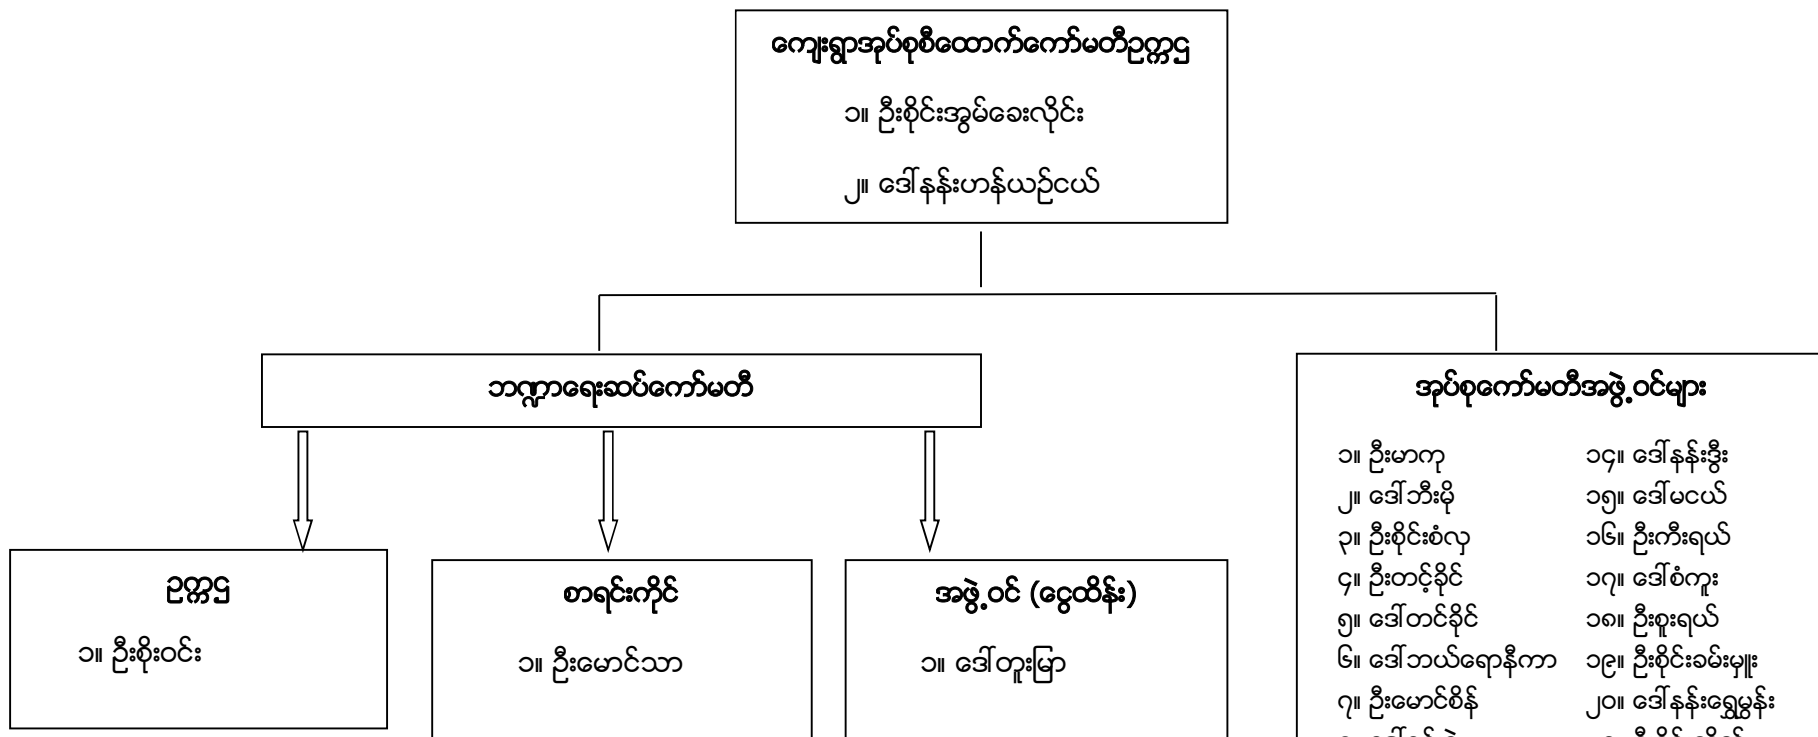 ကျေးရွာအုပ်စုစီထောက်ကော်မတီဥက္ကဌ
၁။ ဦးစိုင်းအွမ်ခေးလှိုင်း
၂။ ဒေါ်နန်းဟန်ယဉ်ငယ်
ဘဏ္ဍာရေးဆပ်ကော်မတီ
ဥက္ကဌ
၁။ ဦးစိုးဝင်း
စာရင်းကိုင်
၁။ ဦးမောင်သာ
အဖွဲ့ဝင် (ငွေထိန်း)
၁။ ဒေါ်တူးမြာ
အုပ်စုကော်မတီအဖွဲ့ဝင်များ
၁။ ဦးမာကု
၂။ ဒေါ်ဘီးမို
၃။ ဦးစိုင်းစံလှ
၄။ ဦးတင့်ခိုင်
၅။ ဒေါ်တင်ခိုင်
၆။ ဒေါ်ဘယ်ရောနီကာ
၇။ ဦးမောင်စိန်
၁၄။ ဒေါ်နန်းဒွီး
၁၅။ ဒေါ်မငယ်
၁၆။ ဦးကီးရယ်
၁၇။ ဒေါ်စံကူး
၁၈။ ဦးစူးရယ်
၁၉။ ဦးစိုင်းခမ်းမှူး
၂၀။ ဒေါ်နန်းရွှေမွန်း